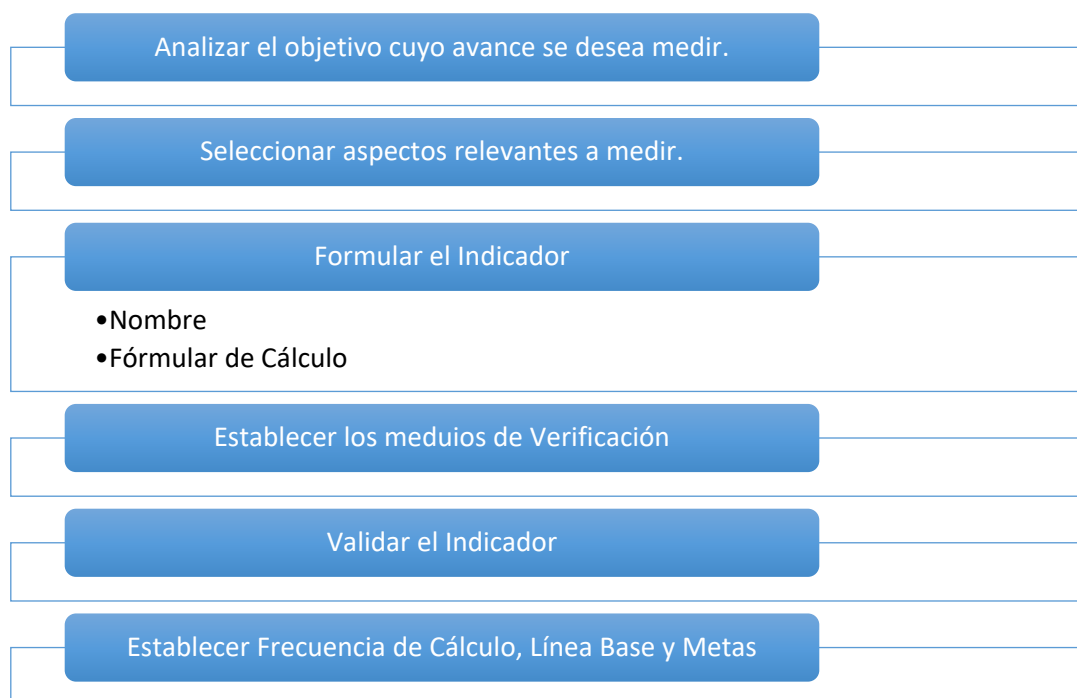 Analizar el objetivo cuyo avance se desea medir.
Seleccionar aspectos relevantes a medir.
Formular el Indicador
•Nombre
•Fórmular de Cálculo
Establecer los meduios de Verificación
Validar el Indicador
Establecer Frecuencia de Cálculo, Línea Base y Metas